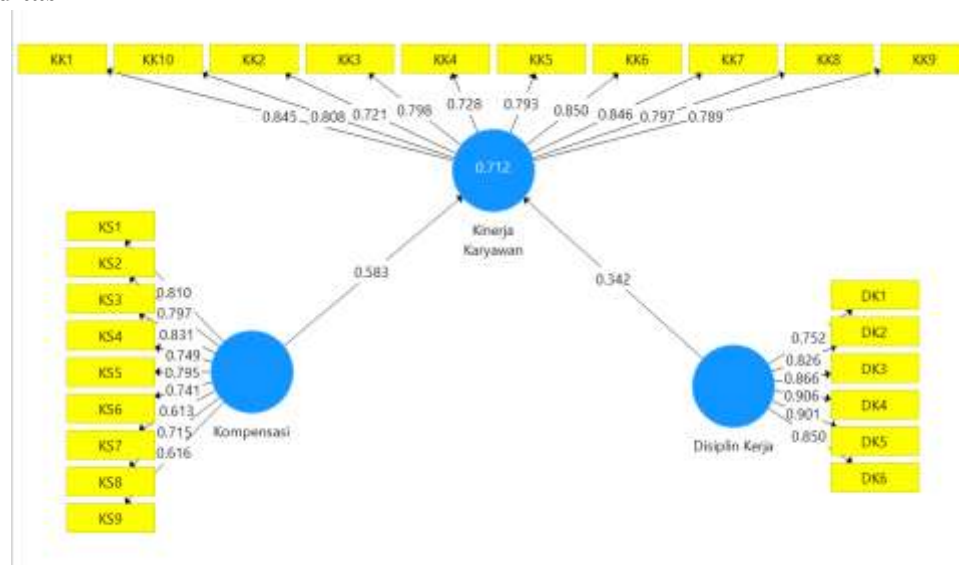 KK1 KK10 KK2 KK3 KK4 KK5 KK6 KK7 KK8 KK9
0.845 0.808 0.721 0.798 0.728 0.793 0.850 0.846 0.797 0.789
0.712
Kinerja
Karyawan
0.583
0.342
KS1
KS2
KS3
KS4
KS5
KS6
KS7
KS8
KS9
0.810
0.797
0.831
0.749
0.795
0.741
0.613
0.715
0.616
Kompensasi
DK1
DK2
DK3
DK4
DK5
DK6
0.752
0.826
0.866
0.906
0.901
0.850
Disiplin Kerja